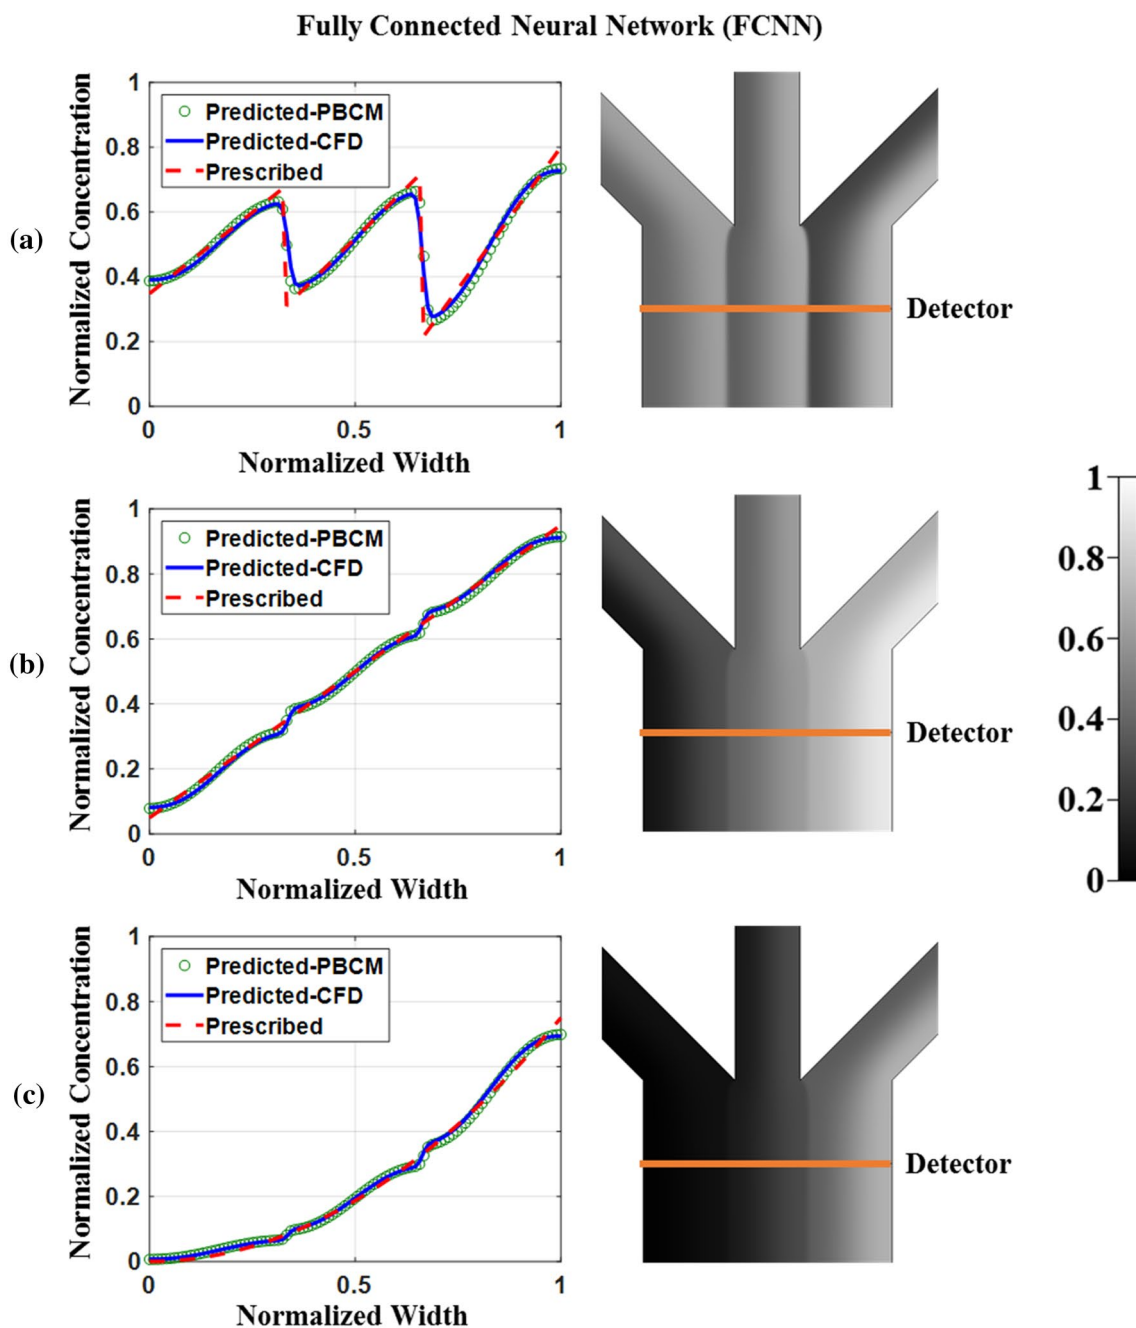 Fully Connected Neural Network (FCNN)
(a)
Normalized Concentration
1
0.8
0.6
0.4
0.2
0
Predicted-PBCM
Predicted-CFD
Prescribed
0 0.5 1
Normalized Width
Detector
(b)
Normalized Concentration
1
0.8
0.6
0.4
0.2
0
Predicted-PBCM
Predicted-CFD
Prescribed
0 0.5 1
Normalized Width
Detector
1
0.8
0.6
0.4
0.2
0
(c)
Normalized Concentration
1
0.8
0.6
0.4
0.2
0
Predicted-PBCM
Predicted-CFD
Prescribed
0 0.5 1
Normalized Width
Detector